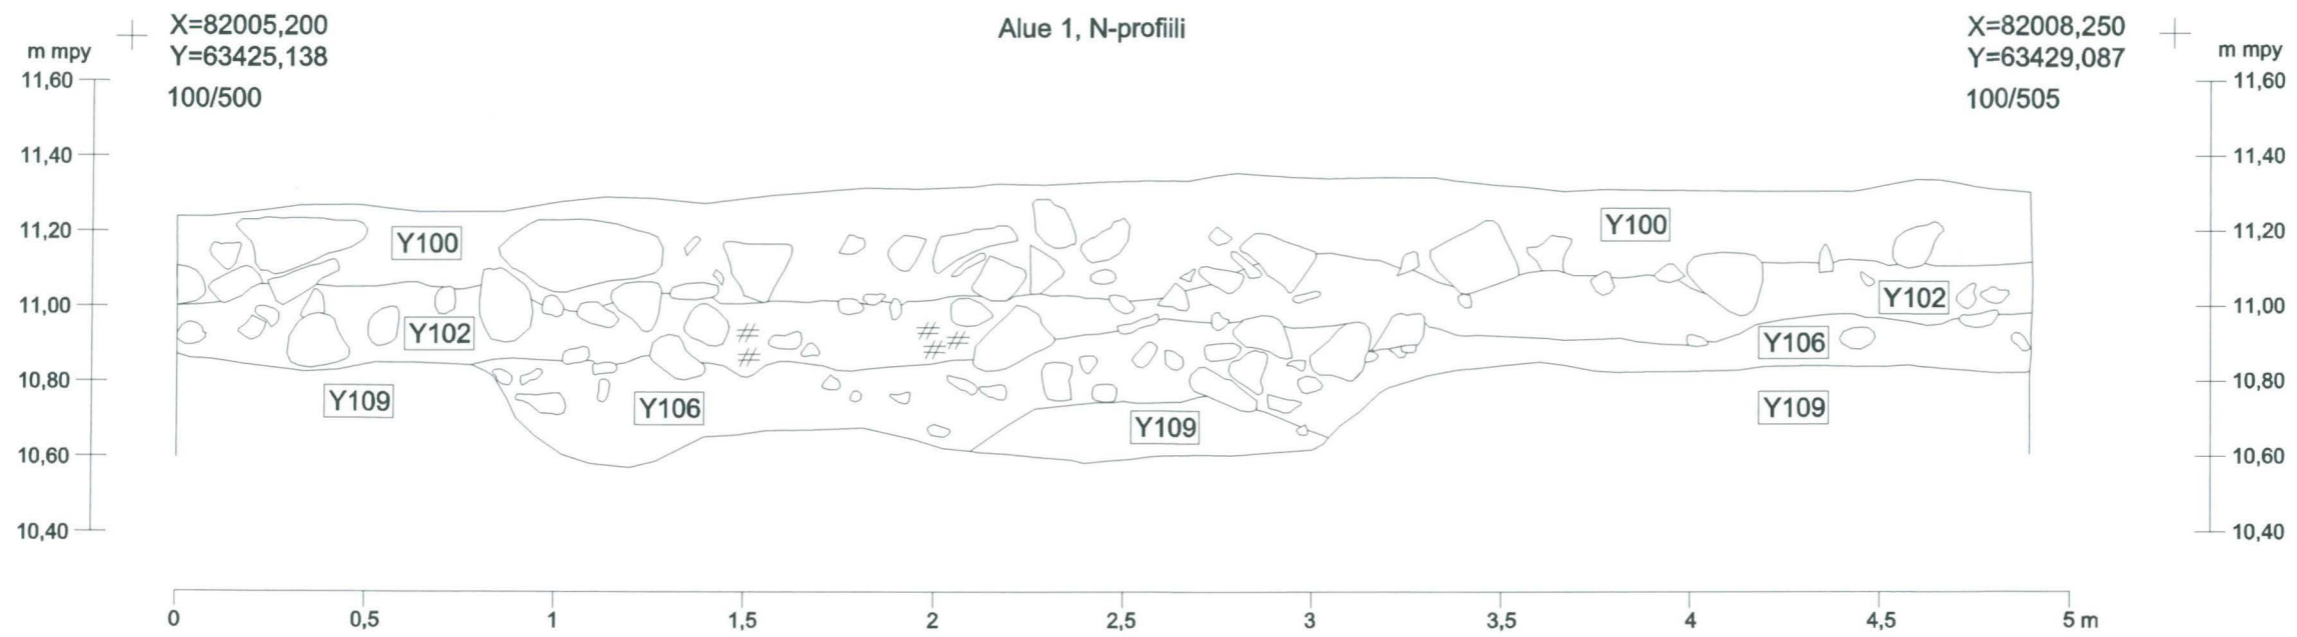 Alue 1, N-profiili
X=82005,200
Y=63425,138
100/500
X=82008,250
Y=63429,087
100/505
m mpy
11,60
11,40
11,20
11,00
10,80
10,60
10,40
m mpy
11,60
11,40
11,20
11,00
10,80
10,60
10,40
Y100
Y100
Y102
Y102
Y106
Y109
Y106
Y109
Y109
0 0,5 1 1,5 2 2,5 3 3,5 4 4,5 5 m